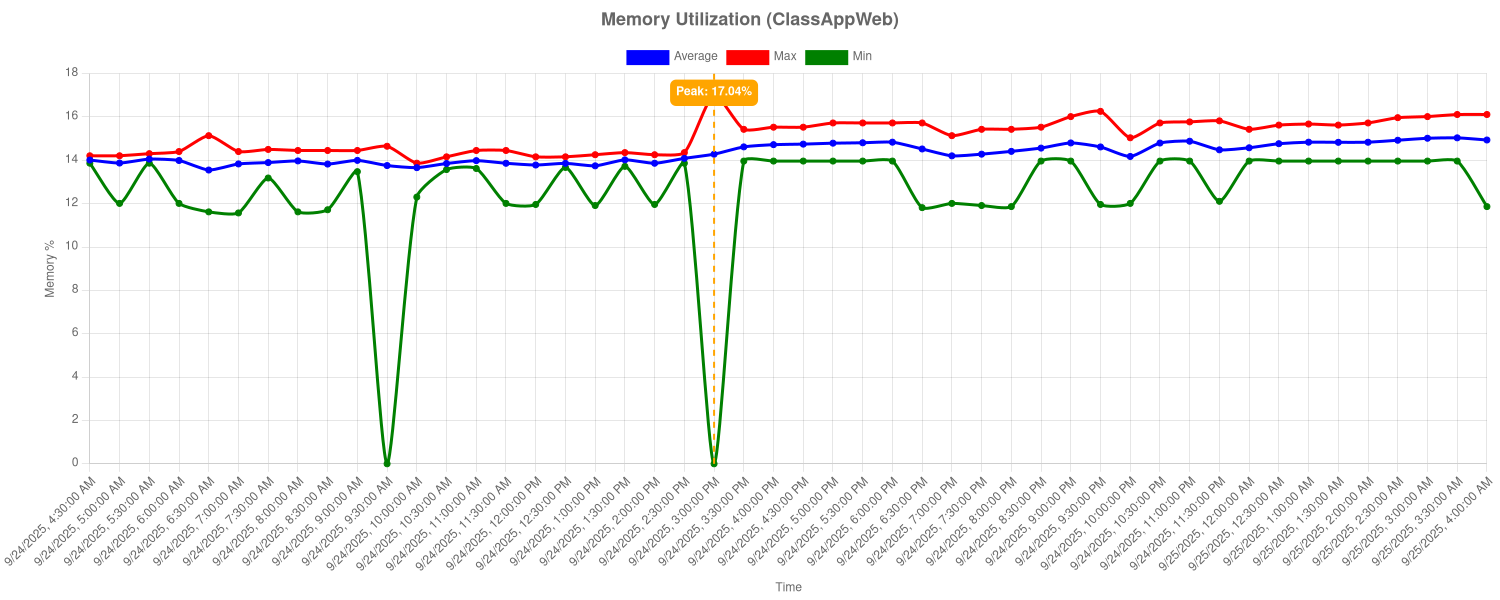 Memory Utilization (ClassAppWeb)
Average Max Min
Peak: 17.04%
18
16
14
12
10
8
6
4
2
0
Memory %
9/24/2025, 4:30:00 AM
9/24/2025, 5:00:00 AM
9/24/2025, 5:30:00 AM
9/24/2025, 6:00:00 AM
9/24/2025, 6:30:00 AM
9/24/2025, 7:00:00 AM
9/24/2025, 7:30:00 AM
9/24/2025, 8:00:00 AM
9/24/2025, 8:30:00 AM
9/24/2025, 9:00:00 AM
9/24/2025, 9:30:00 AM
9/24/2025, 10:00:00 AM
9/24/2025, 10:30:00 AM
9/24/2025, 11:00:00 AM
9/24/2025, 11:30:00 AM
9/24/2025, 12:00:00 PM
9/24/2025, 12:30:00 PM
9/24/2025, 1:00:00 PM
9/24/2025, 1:30:00 PM
9/24/2025, 2:00:00 PM
9/24/2025, 2:30:00 PM
9/24/2025, 3:00:00 PM
9/24/2025, 3:30:00 PM
9/24/2025, 4:00:00 PM
9/24/2025, 4:30:00 PM
9/24/2025, 5:00:00 PM
9/24/2025, 5:30:00 PM
9/24/2025, 6:00:00 PM
9/24/2025, 6:30:00 PM
9/24/2025, 7:00:00 PM
9/24/2025, 7:30:00 PM
9/24/2025, 8:00:00 PM
9/24/2025, 8:30:00 PM
9/24/2025, 9:00:00 PM
9/24/2025, 9:30:00 PM
9/24/2025, 10:00:00 PM
9/24/2025, 10:30:00 PM
9/24/2025, 11:00:00 PM
9/24/2025, 11:30:00 PM
9/25/2025, 12:00:00 AM
9/25/2025, 12:30:00 AM
9/25/2025, 1:00:00 AM
9/25/2025, 1:30:00 AM
9/25/2025, 2:00:00 AM
9/25/2025, 2:30:00 AM
9/25/2025, 3:00:00 AM
9/25/2025, 3:30:00 AM
9/25/2025, 4:00:00 AM
Time